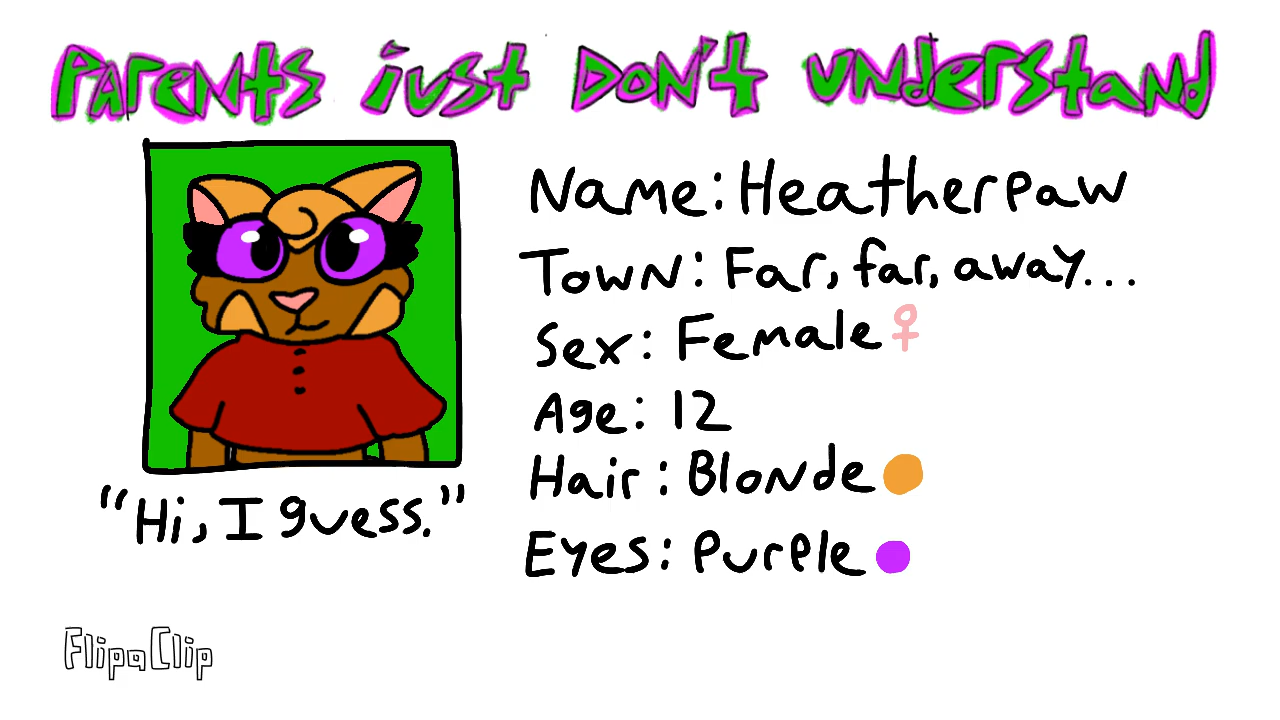 Parents just Don't understand
Name: Heatherpaw
Town: Far, far, away...
Sex: Female ♀
Age: 12
Hair: Blonde
Eyes: Purple
"Hi, I guess."
FlipaClip